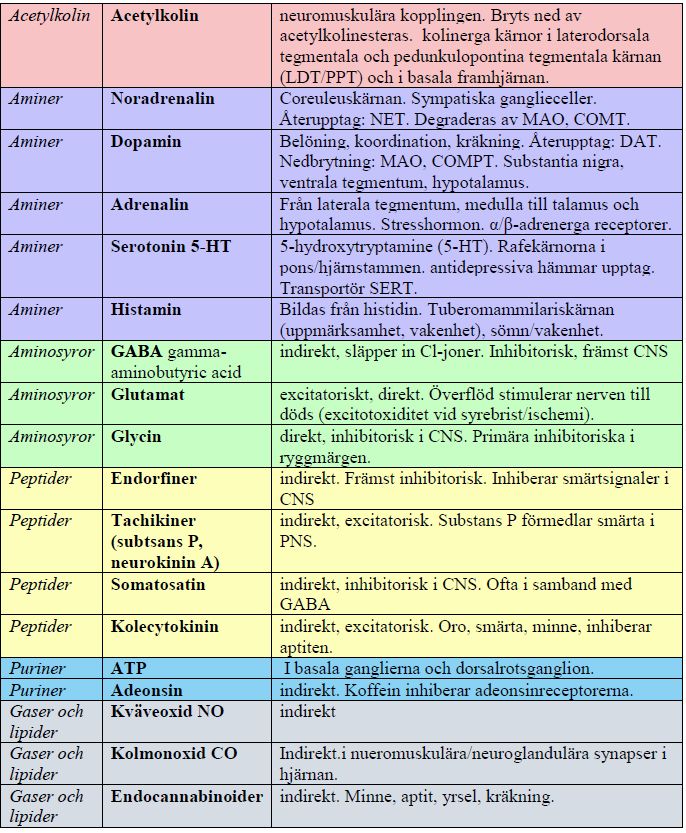 Acetylkolin Acetylkolin neuromuskulära kopplingen. Bryts ned av
acetylkolinesteras. kolinerga kärnor i laterodorsala
tegmentala och pedunkulopontina tegmentala kärnan
(LDT/PPT) och i basala framhjärnan.
Aminer Noradrenalin Coreuleuskärnan. Sympatiska ganglieceller.
Återupptag: NET. Degraderas av MAO, COMT.
Aminer Dopamin Belöning, koordination, kräkning. Återupptag: DAT.
Nedbrytning: MAO, COMPT. Substantia nigra,
ventrala tegmentum, hypotalamus.
Aminer Adrenalin Från laterala tegmentum, medulla till talamus och
hypotalamus. Stresshormon. α/β-adrenerga receptorer.
Aminer Serotonin 5-HT 5-hydroxytryptamine (5-HT). Rafekärnorna i
pons/hjärnstammen. antidepressiva hämmar upptag.
Transportör SERT.
Aminer Histamin Bildas från histidin. Tuberomammilariskärnan
(uppmärksamhet, vakenhet), sömn/vakenhet.
Aminosyror GABA gamma- indirekt, släpper in Cl-joner. Inhibitorisk, främst CNS
aminobutyric acid
Aminosyror Glutamat excitatoriskt, direkt. Överflöd stimulerar nerven till
döds (excitotoxiditet vid syrebrist/ischemi).
Aminosyror Glycin direkt, inhibitorisk i CNS. Primära inhibitoriska i
ryggmärgen.
Peptider Endorfiner indirekt. Främst inhibitorisk. Inhiberar smärtsignaler i
CNS
Peptider Tachikiner indirekt, excitatorisk. Substans P förmedlar smärta i
(subtsans P, PNS.
neurokinin A)
Peptider Somatosatin indirekt, inhibitorisk i CNS. Ofta i samband med
GABA
Peptider Kolecytokinin indirekt, excitatorisk. Oro, smärta, minne, inhiberar
aptiten.
Puriner ATP I basala ganglierna och dorsalrotsganglion.
Puriner Adeonsin indirekt. Koffein inhiberar adeonsinreceptorerna.
Gaser och Kväveoxid NO indirekt
lipider
Gaser och Kolmonoxid CO Indirekt.i nueromuskulära/neuroglandulära synapser i
lipider hjärnan.
Gaser och Endocannabinoider indirekt. Minne, aptit, yrsel, kräkning.
lipider